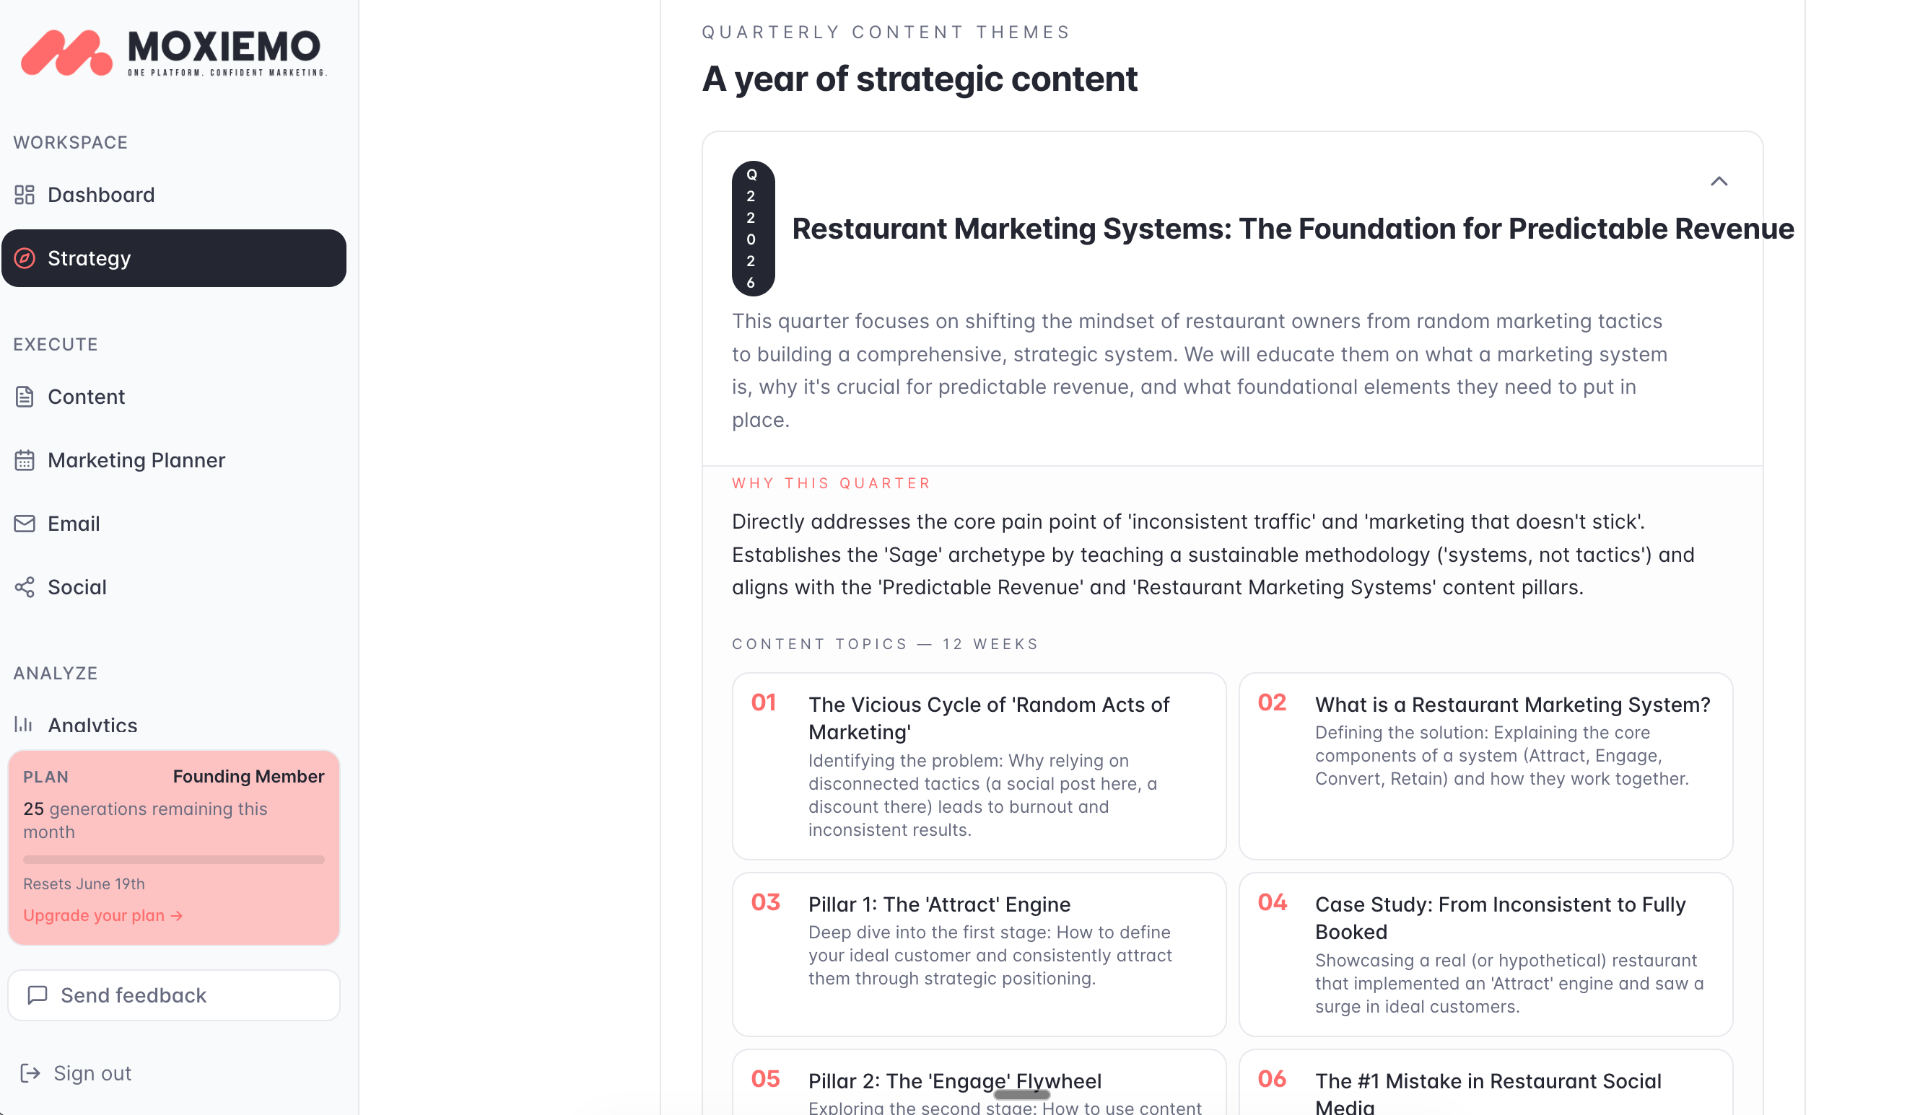 MOXIEMO
ONE PLATFORM. CONFIDENT MARKETING.
WORKSPACE
Dashboard
Strategy
EXECUTE
Content
Marketing Planner
Email
Social
ANALYZE
Analytics
PLAN
Founding Member
25 generations remaining this
month
Resets June 19th
Upgrade your plan →
Send feedback
Sign out
QUARTERLY CONTENT THEMES
A year of strategic content
Q
2
2
0
2
6
Restaurant Marketing Systems: The Foundation for Predictable Revenue
This quarter focuses on shifting the mindset of restaurant owners from random marketing tactics
to building a comprehensive, strategic system. We will educate them on what a marketing system
is, why it's crucial for predictable revenue, and what foundational elements they need to put in
place.
WHY THIS QUARTER
Directly addresses the core pain point of 'inconsistent traffic' and 'marketing that doesn't stick'.
Establishes the 'Sage' archetype by teaching a sustainable methodology ('systems, not tactics') and
aligns with the 'Predictable Revenue' and 'Restaurant Marketing Systems' content pillars.
CONTENT TOPICS — 12 WEEKS
01
The Vicious Cycle of 'Random Acts of
Marketing'
Identifying the problem: Why relying on
disconnected tactics (a social post here, a
discount there) leads to burnout and
inconsistent results.
02
What is a Restaurant Marketing System?
Defining the solution: Explaining the core
components of a system (Attract, Engage,
Convert, Retain) and how they work together.
03
Pillar 1: The 'Attract' Engine
Deep dive into the first stage: How to define
your ideal customer and consistently attract
them through strategic positioning.
04
Case Study: From Inconsistent to Fully
Booked
Showcasing a real (or hypothetical) restaurant
that implemented an 'Attract' engine and saw a
surge in ideal customers.
05
Pillar 2: The 'Engage' Flywheel
Exploring the second stage: How to use content
06
The #1 Mistake in Restaurant Social
Media